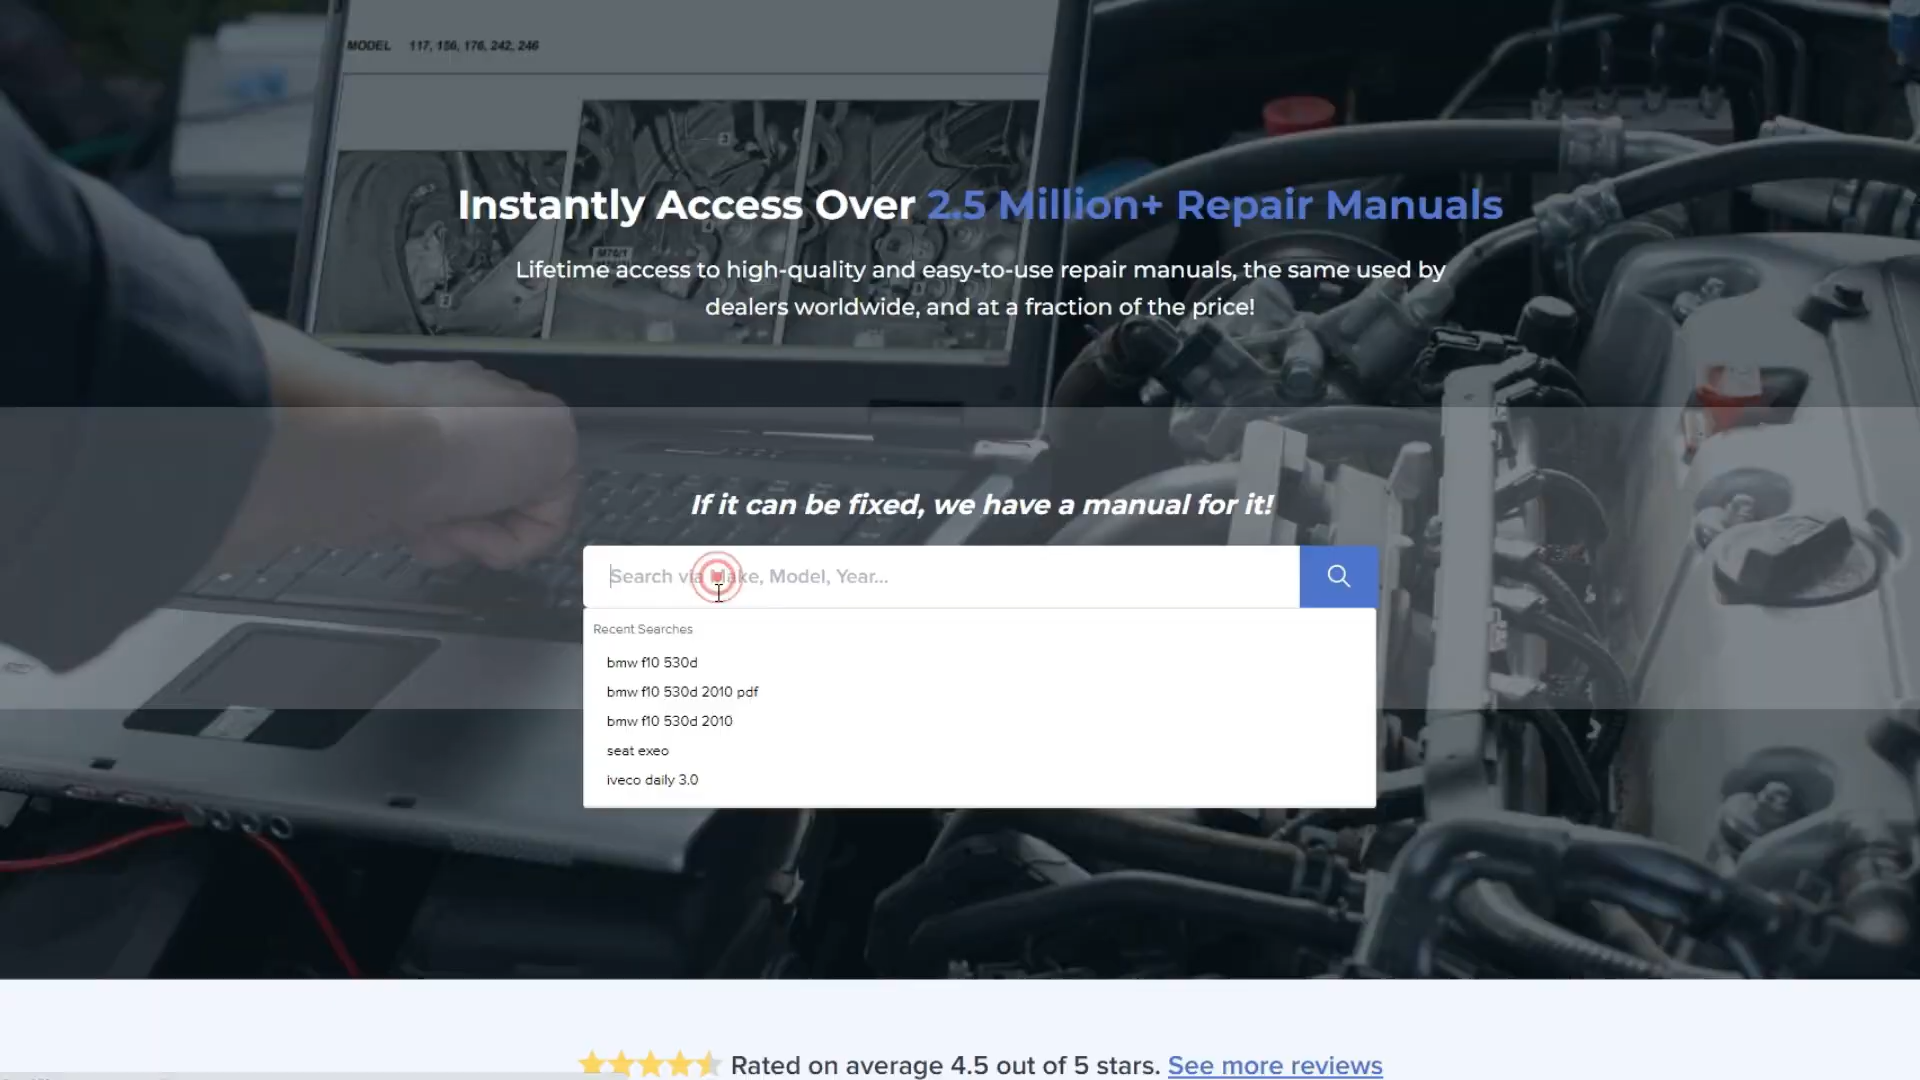 MODEL 117, 156, 176, 242, 246
Instantly Access Over 2.5 Million+ Repair Manuals
Lifetime access to high-quality and easy-to-use repair manuals, the same used by
dealers worldwide, and at a fraction of the price!
If it can be fixed, we have a manual for it!
Search via Make, Model, Year...
Recent Searches
bmw f10 530d
bmw f10 530d 2010 pdf
bmw f10 530d 2010
seat exeo
iveco daily 3.0
Rated on average 4.5 out of 5 stars. See more reviews